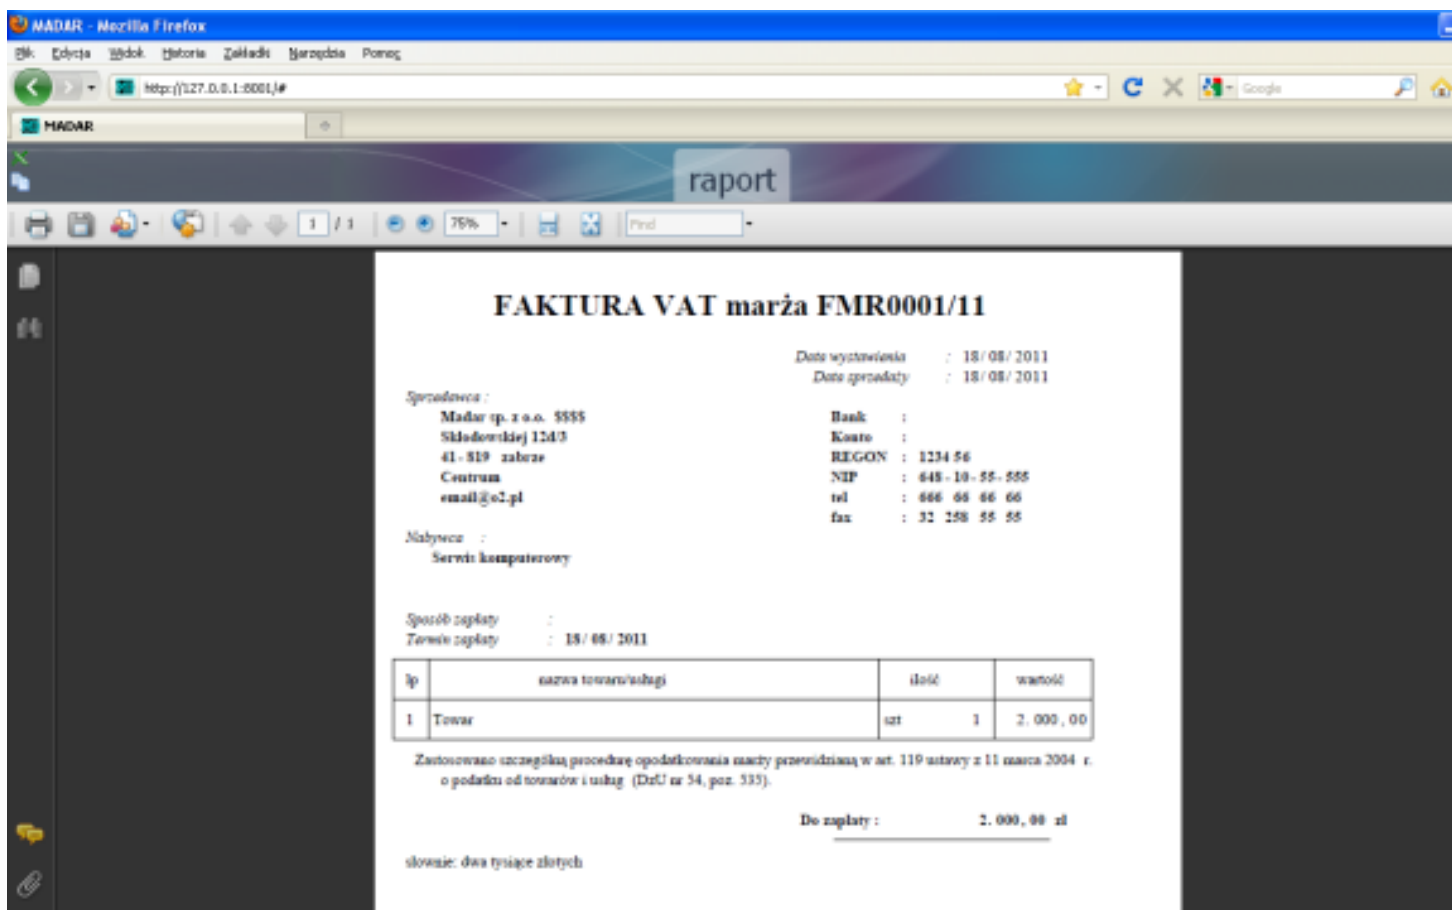 MADAR - Mozilla Firefox
Plik Edycja Widok Historia Zakładki Narzędzia Pomoc
http://127.0.0.1:8001/#
Google
MADAR
raport
1 / 1 75% Find
FAKTURA VAT marża FMR0001/11
Data wystawienia : 18/08/2011
Data sprzedaży : 18/08/2011
Sprzedawca :
Madar sp. z o.o. $$$$
Skłodowskiej 12d/3
41-819 zabrze
Centrum
email@o2.pl
Bank :
Konto :
REGON : 1234 56
NIP : 648-10-55-555
tel : 666 66 66 66
fax : 32 258 55 55
Nabywca :
Serwis komputerowy
Sposób zapłaty :
Termin zapłaty : 18/08/2011
lp nazwa towaru/usługi ilość wartość
1 Towar szt 1 2.000,00
Zastosowano szczególną procedurę opodatkowania marży przewidzianą w art. 119 ustawy z 11 marca 2004 r.
o podatku od towarów i usług (DzU nr 54, poz. 535).
Do zapłaty : 2.000,00 zł
słownie: dwa tysiące złotych